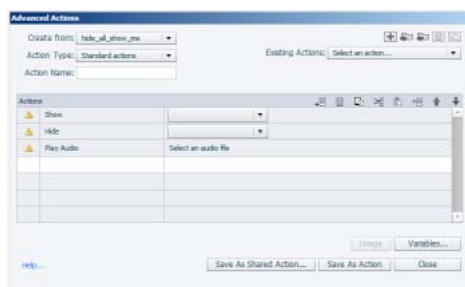 Advanced Actions
Create from: hide_all_show_me
Action Type: Standard actions
Existing Actions: Select an action...
Action Name:
Actions
Show
Hide
Play Audio Select an audio file
Usage Variables...
Help... Save As Shared Action... Save As Action Close